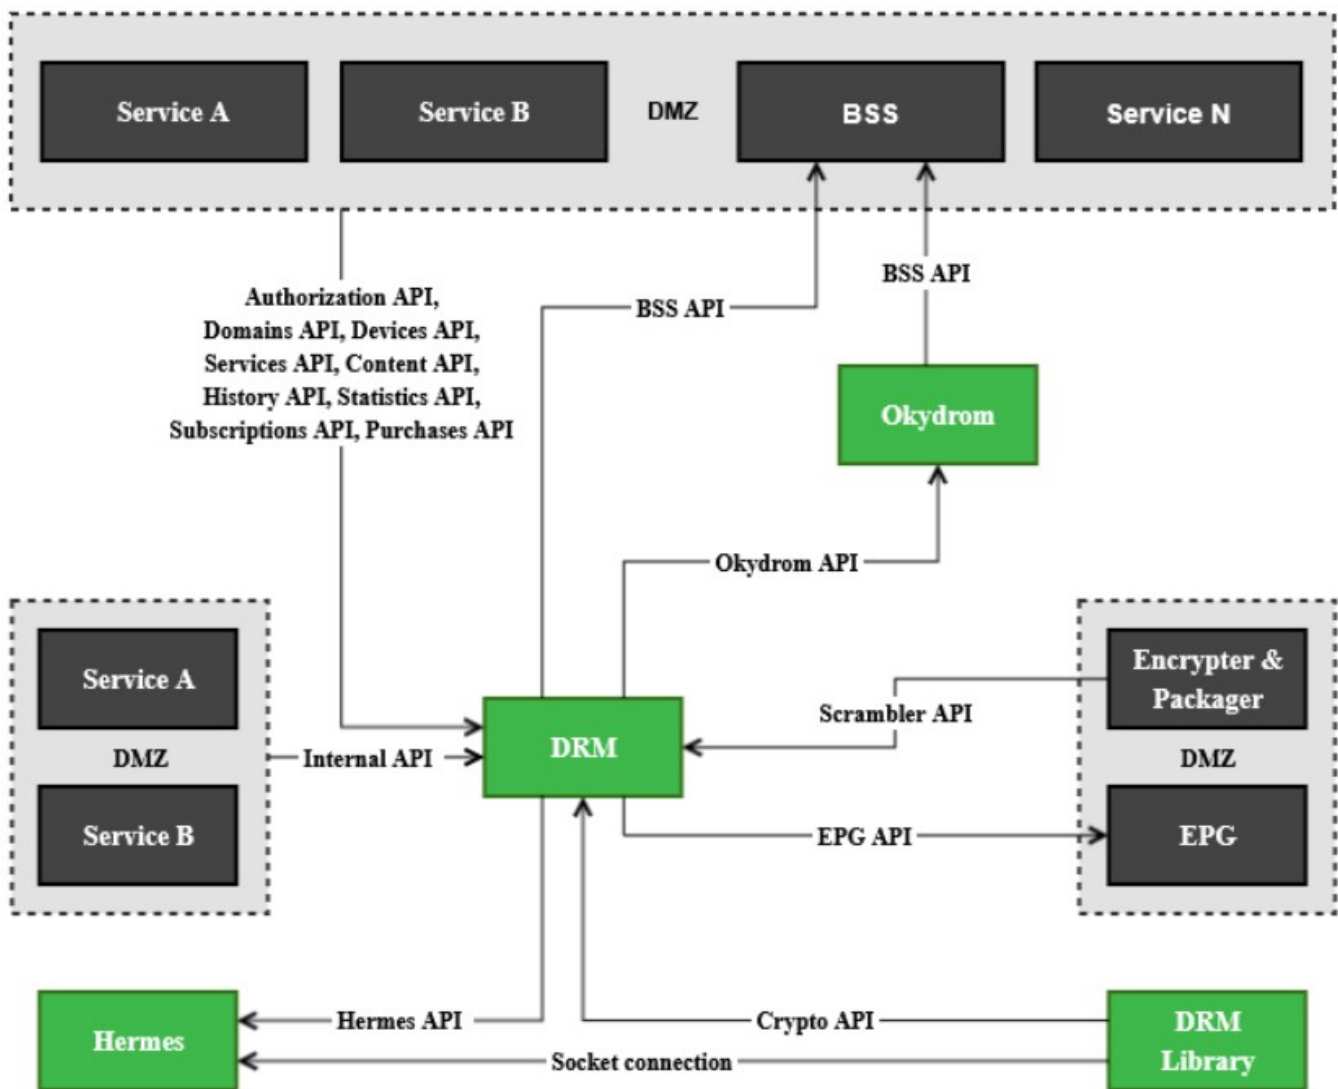 Service A
Service B
DMZ
BSS
Service N
Authorization API,
Domains API, Devices API,
Services API, Content API,
History API, Statistics API,
Subscriptions API, Purchases API
BSS API
BSS API
Okydrom
Okydrom API
Service A
DMZ
Service B
Internal API
DRM
Scrambler API
EPG API
Encrypter &
Packager
DMZ
EPG
Hermes
Hermes API
Crypto API
Socket connection
DRM
Library